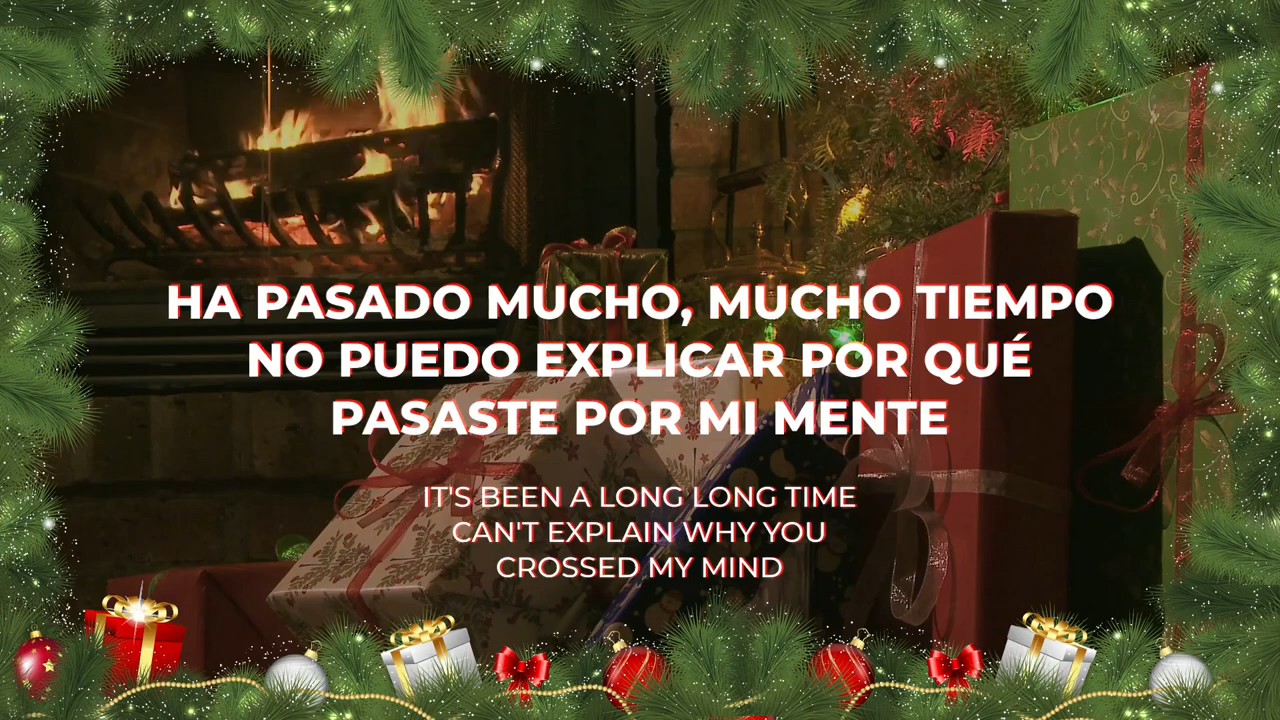 HA PASADO MUCHO, MUCHO TIEMPO
NO PUEDO EXPLICAR POR QUÉ
PASASTE POR MI MENTE
IT'S BEEN A LONG LONG TIME
CAN'T EXPLAIN WHY YOU
CROSSED MY MIND